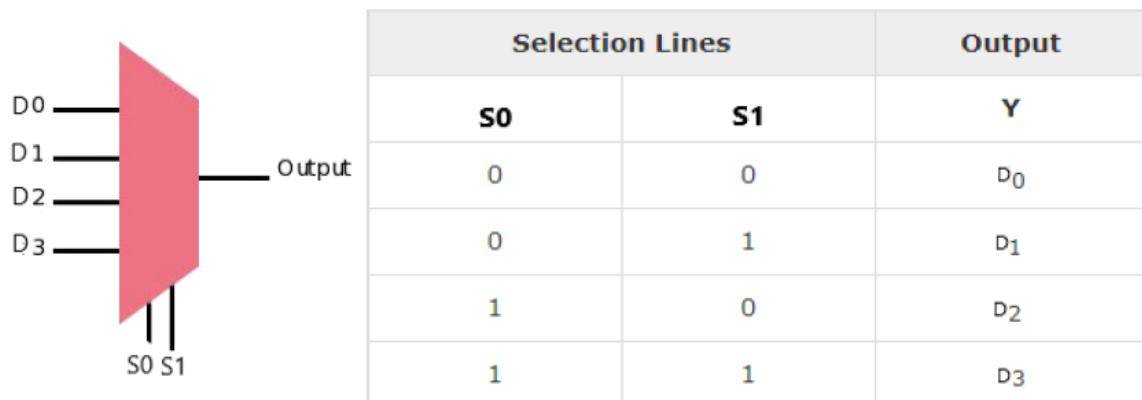 D0
D1
D2
D3
Output
S0 S1
Selection Lines Output
S0 S1 Y
0 0 D0
0 1 D1
1 0 D2
1 1 D3